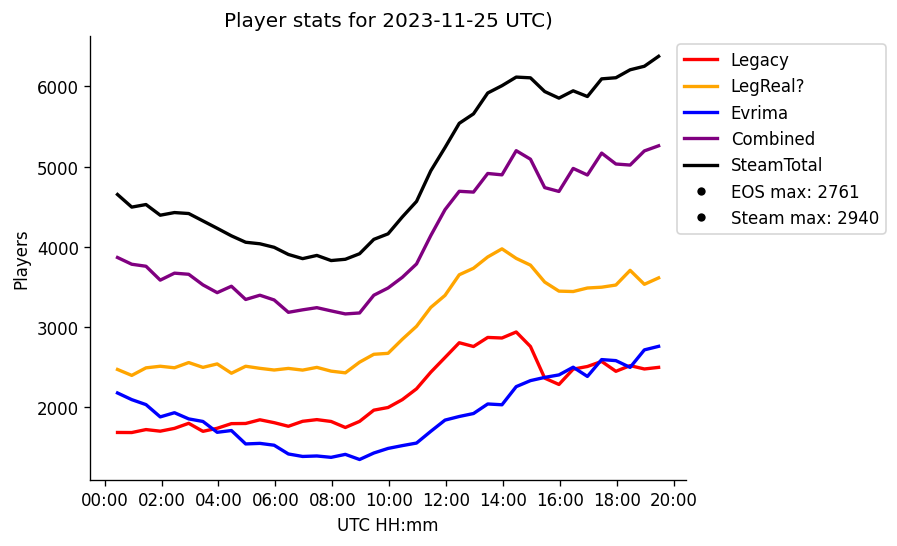 Player stats for 2023-11-25 UTC)
Legacy
LegReal?
Evrima
Combined
SteamTotal
EOS max: 2761
Steam max: 2940
Players
6000
5000
4000
3000
2000
00:00 02:00 04:00 06:00 08:00 10:00 12:00 14:00 16:00 18:00 20:00
UTC HH:mm